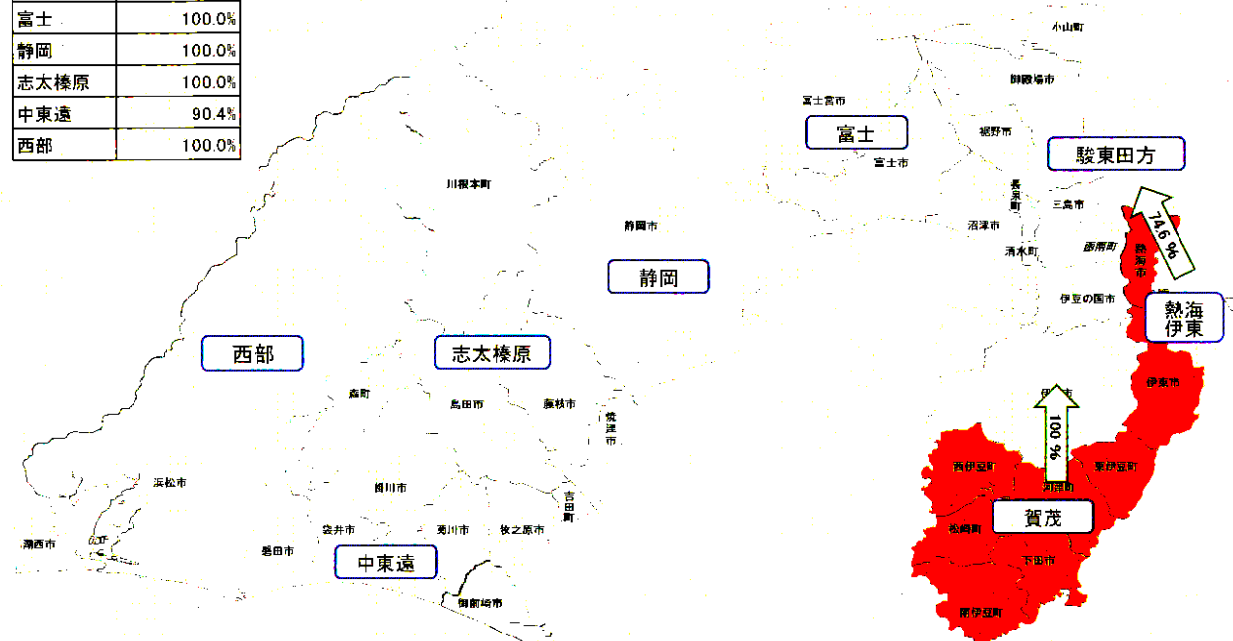 富士 100.0%
静岡 100.0%
志太榛原 100.0%
中東遠 90.4%
西部 100.0%
小山町
御殿場市
富士宮市
裾野市
富士
富士市
駿東田方
川根本町
長泉町
三島市
静岡市
沼津市
清水町
函南町
熱海市
74.6 %
静岡
伊豆の国市
熱海
伊東
西部
志太榛原
伊東市
森町
島田市
藤枝市
焼津市
100 %
西伊豆町
東伊豆町
河津町
浜松市
掛川市
吉田町
賀茂
袋井市
菊川市
牧之原市
松崎町
湖西市
磐田市
中東遠
下田市
御前崎市
南伊豆町